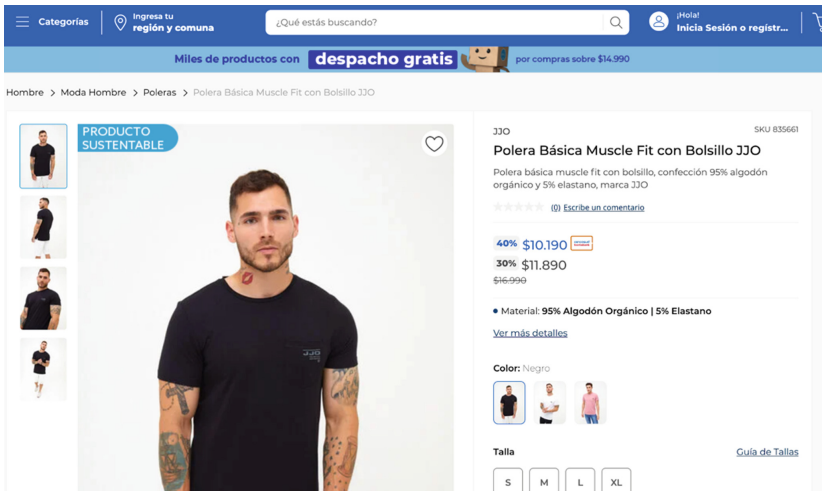 Categorías
Ingresa tu
región y comuna
¿Qué estás buscando?
¡Hola!
Inicia Sesión o regístr...
Miles de productos con despacho gratis por compras sobre $14.990
Hombre > Moda Hombre > Poleras > Polera Básica Muscle Fit con Bolsillo JJO
PRODUCTO
SUSTENTABLE
JJO
JJO
SKU 835661
Polera Básica Muscle Fit con Bolsillo JJO
Polera básica muscle fit con bolsillo, confección 95% algodón
orgánico y 5% elastano, marca JJO
(0) Escribe un comentario
40% $10.190
30% $11.890
$16.990
• Material: 95% Algodón Orgánico | 5% Elastano
Ver más detalles
Color: Negro
Talla
Guía de Tallas
S M L XL